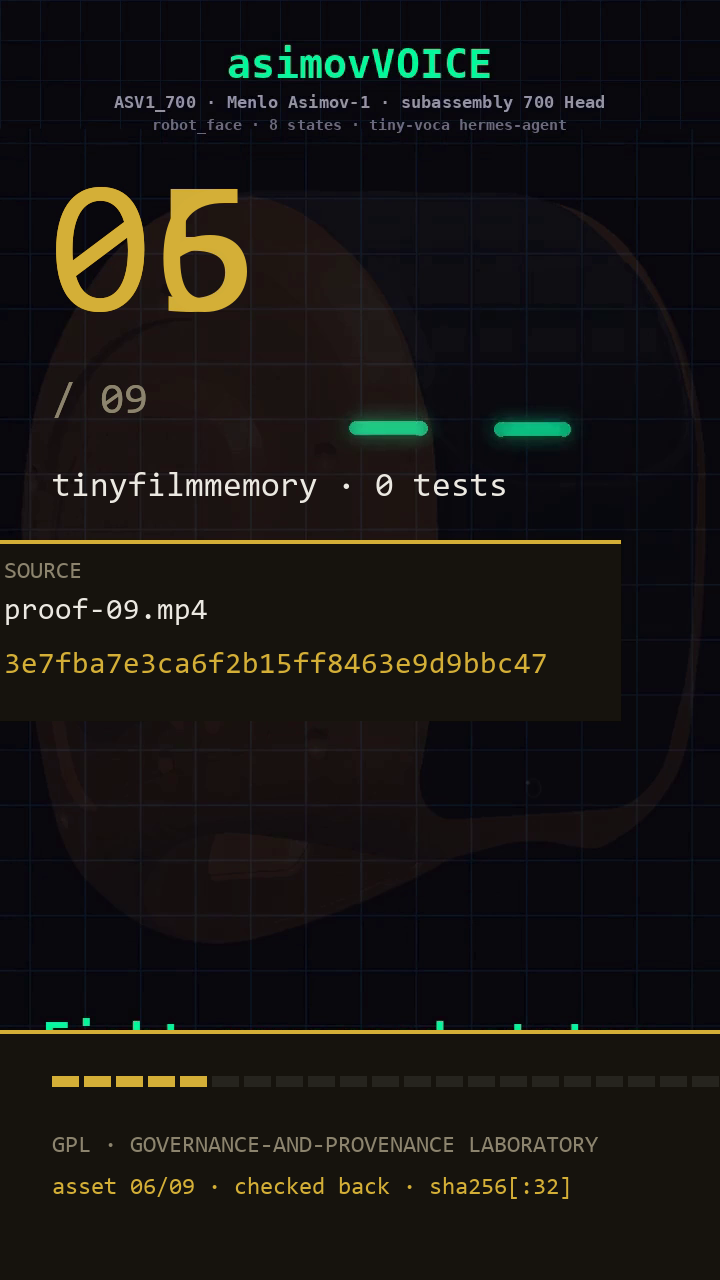 asimovVOICE
ASV1_700 · Menlo Asimov-1 · subassembly 700 Head
robot_face · 8 states · tiny-voca hermes-agent
/ 09
tinyfilmmemory · 0 tests
SOURCE
proof-09.mp4
3e7fba7e3ca6f2b15ff8463e9d9bbc47
GPL · GOVERNANCE-AND-PROVENANCE LABORATORY
asset 06/09 · checked back · sha256[:32]